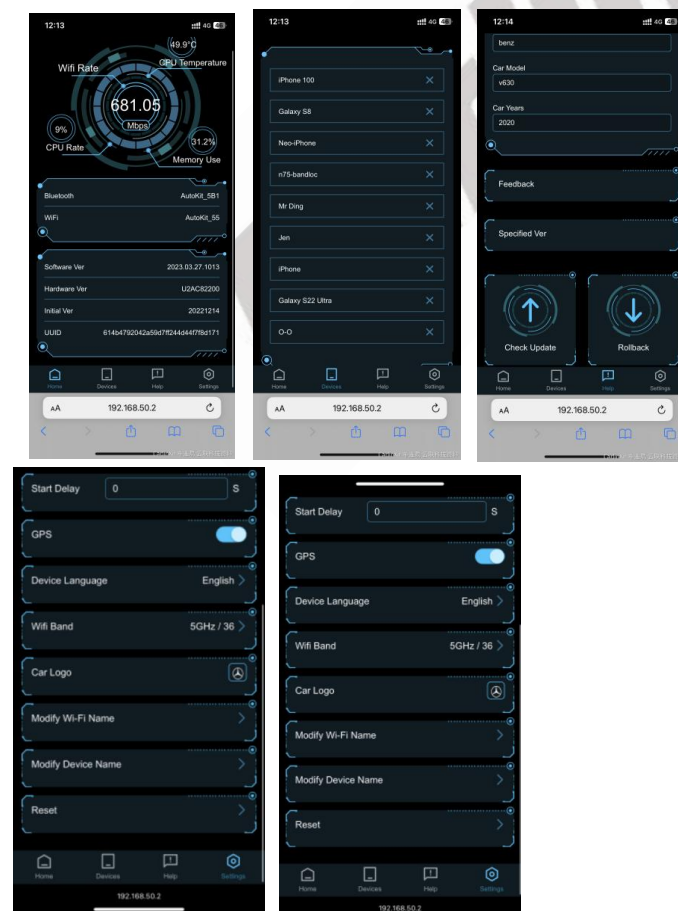 12:13
4G 48
49.9°C
CPU Temperature
Wifi Rate
681.05
Mbps
9%
CPU Rate
31.2%
Memory Use
Bluetooth AutoKit_5B1
WiFi AutoKit_55
Software Ver 2023.03.27.1013
Hardware Ver U2AC82200
Initial Ver 20221214
UUID 614b4792042a59d7ff244d44f7f8d171
Home Devices Help Settings
AA 192.168.50.2
12:13
4G
iPhone 100
Galaxy S8
Neo-iPhone
n75-bandloc
Mr Ding
Jen
iPhone
Galaxy S22 Ultra
O-O
Home Devices Help Settings
AA 192.168.50.2
12:14
4G
benz
Car Model
v630
Car Years
2020
Feedback
Specified Ver
Check Update Rollback
Home Devices Help Settings
AA 192.168.50.2
Start Delay 0 S
GPS
Device Language English
Wifi Band 5GHz / 36
Car Logo
Modify Wi-Fi Name
Modify Device Name
Reset
Home Devices Help Settings
192.168.50.2
Start Delay 0 S
GPS
Device Language English
Wifi Band 5GHz / 36
Car Logo
Modify Wi-Fi Name
Modify Device Name
Reset
Home Devices Help Settings
192.168.50.2